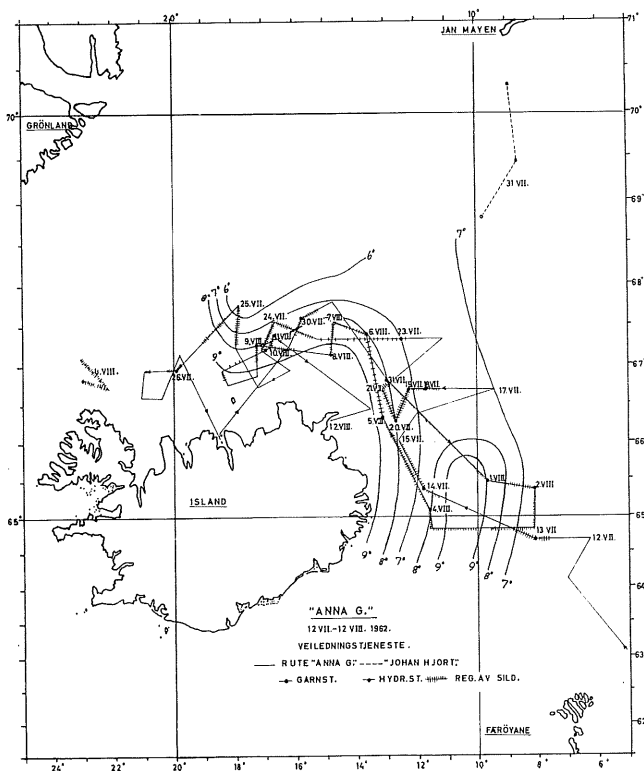 20°
10°
71°
JAN MAYEN
70°
70°
GRÖNLAND
31 VII.
69°
7°
68°
6°
8° 7° 6°
25.VII.
24.VII.
30.VII.
7.VIII
6.VIII.
23.VII.
9.VIII
10.VIII.
8.VIII.
67°
9°
26.VII.
31.VII.
17.VII.
5.VIII
12.VIII.
20.VII.
15.VII.
66°
1.VIII
2.VIII
14.VII.
4.VIII.
ISLAND
65°
65°
13 VII
12 VII.
9° 8° 7° 9° 9° 8° 7°
64°
"ANNA G."
12 VII.-12 VIII. 1962.
VEILEDNINGSTJENESTE.
RUTE "ANNA G." "JOHAN HJORT".
GARNST. HYDR.ST. REG. AV SILD.
63°
62°
FÆRÖYANE
24° 22° 20° 18° 16° 14° 12° 10° 8° 6°